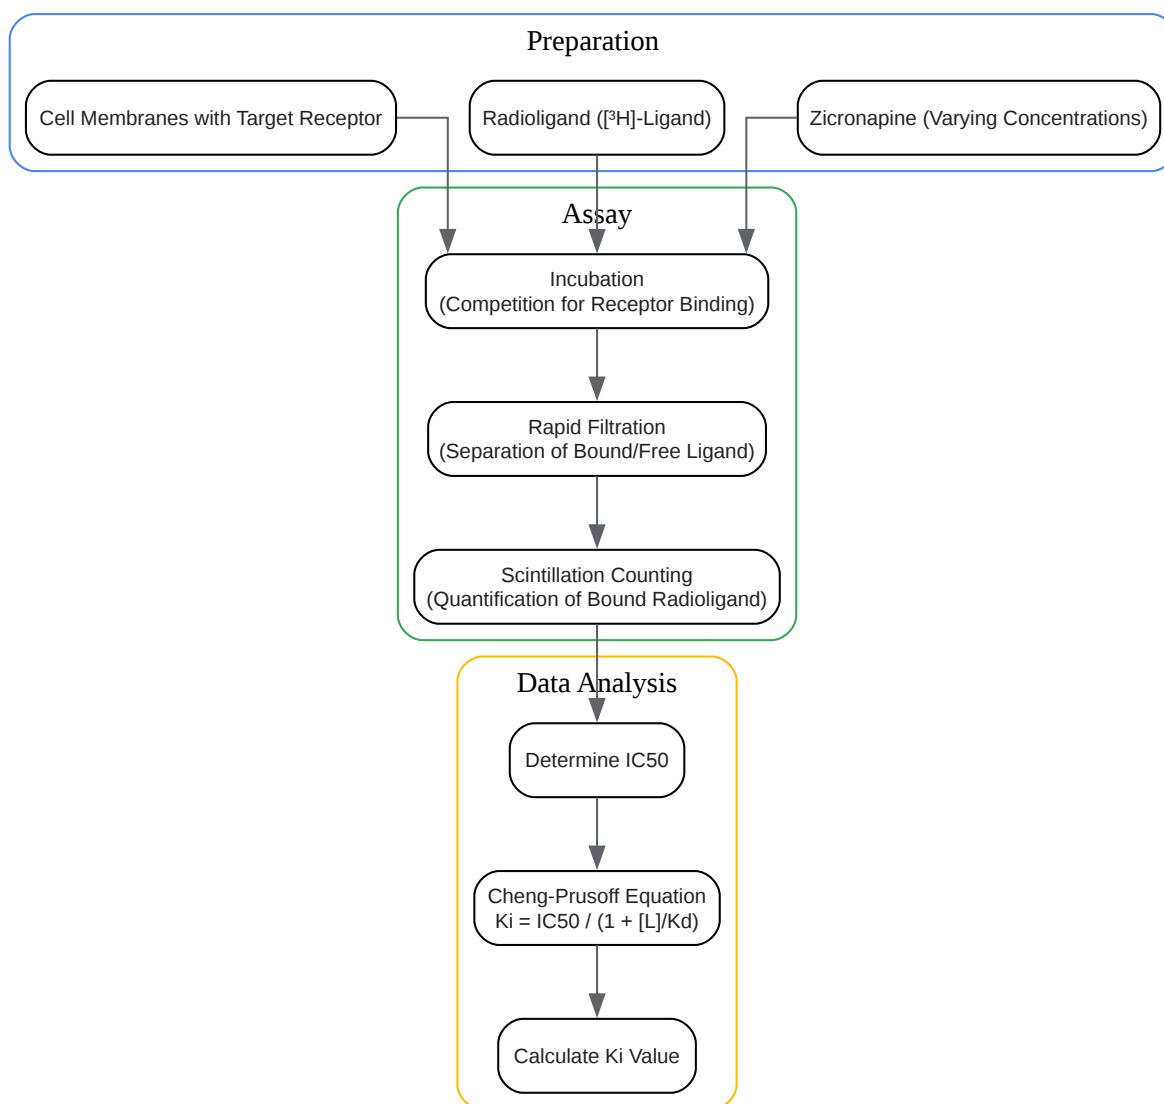 Preparation
Cell Membranes with Target Receptor
Radioligand ([³H]-Ligand)
Zicronapine (Varying Concentrations)
Assay
Incubation
(Competition for Receptor Binding)
Rapid Filtration
(Separation of Bound/Free Ligand)
Scintillation Counting
(Quantification of Bound Radioligand)
Data Analysis
Determine IC50
Cheng-Prusoff Equation
Ki = IC50 / (1 + [L]/Kd)
Calculate Ki Value